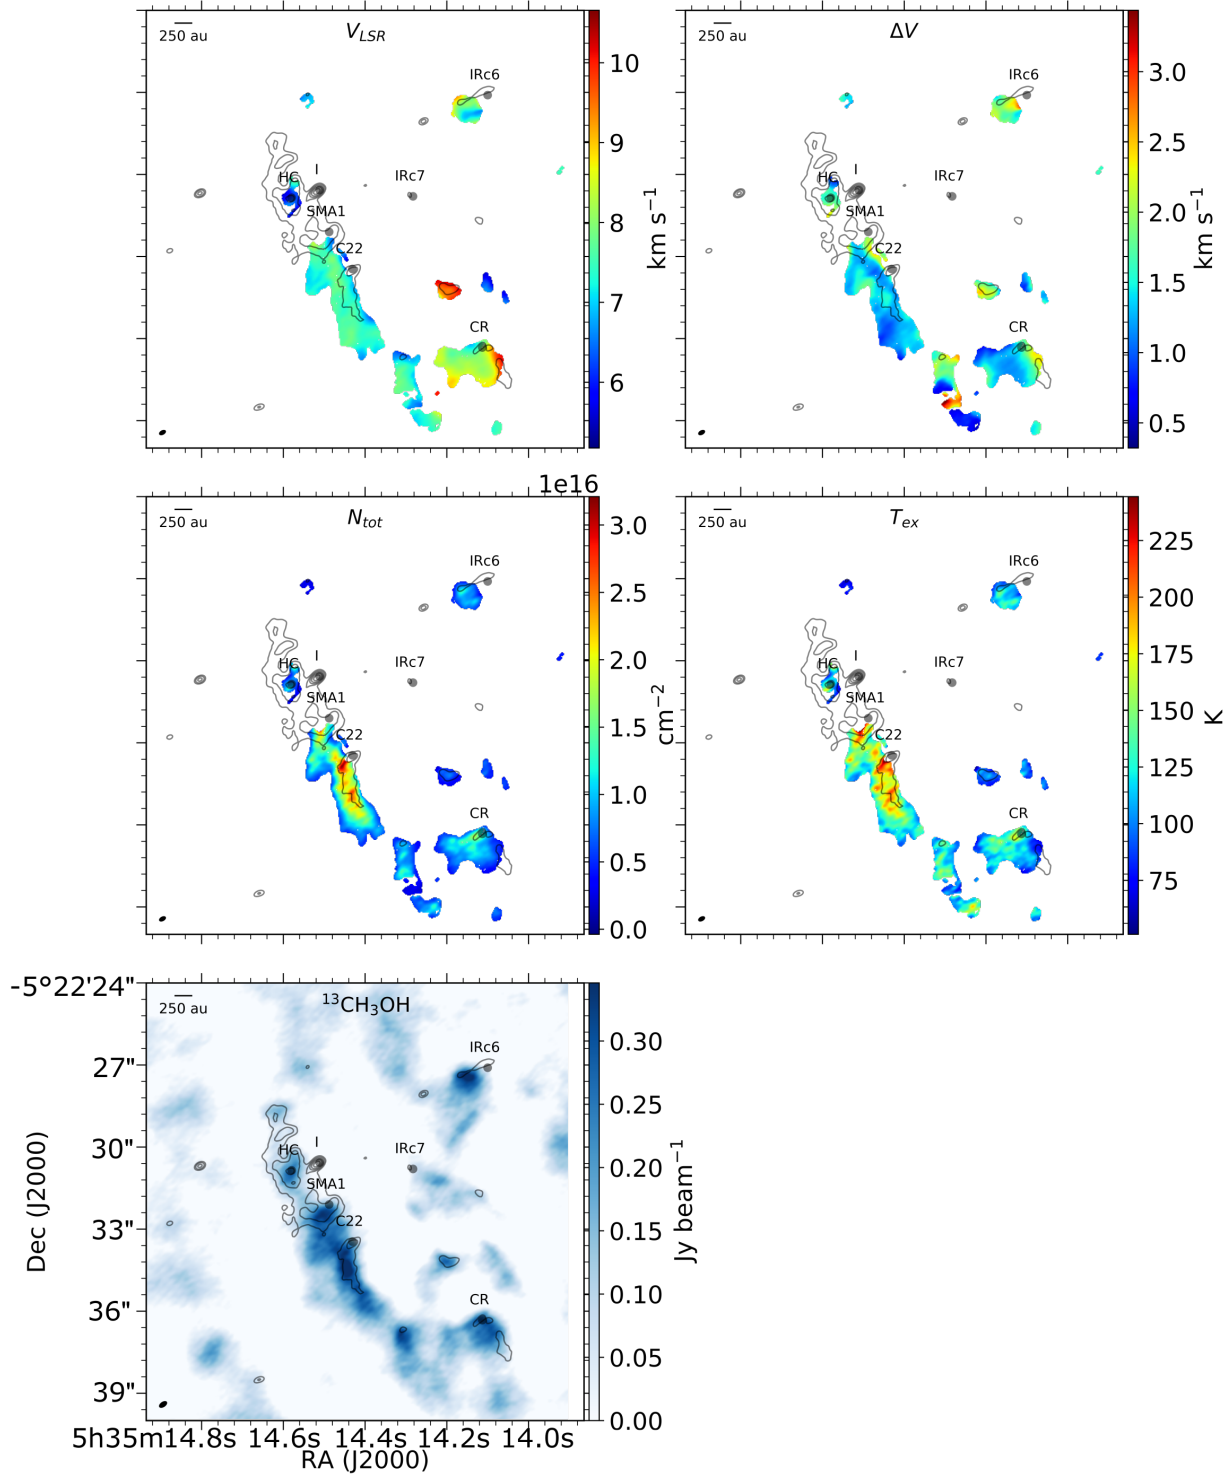 250 au
V_LSR
IRc6
HC
I
IRc7
SMA1
C22
CR
10
9
8
7
6
km s⁻¹
250 au
ΔV
IRc6
HC
I
IRc7
SMA1
C22
CR
3.0
2.5
2.0
1.5
1.0
0.5
km s⁻¹
1e16
250 au
N_tot
IRc6
HC
I
IRc7
SMA1
C22
CR
3.0
2.5
2.0
1.5
1.0
0.5
0.0
cm⁻²
250 au
T_ex
IRc6
HC
I
IRc7
SMA1
C22
CR
225
200
175
150
125
100
75
K
-5°22'24"
27"
30"
33"
36"
39"
Dec (J2000)
250 au
¹³CH₃OH
IRc6
HC
I
IRc7
SMA1
C22
CR
0.30
0.25
0.20
0.15
0.10
0.05
0.00
Jy beam⁻¹
5h35m14.8s 14.6s 14.4s 14.2s 14.0s
RA (J2000)